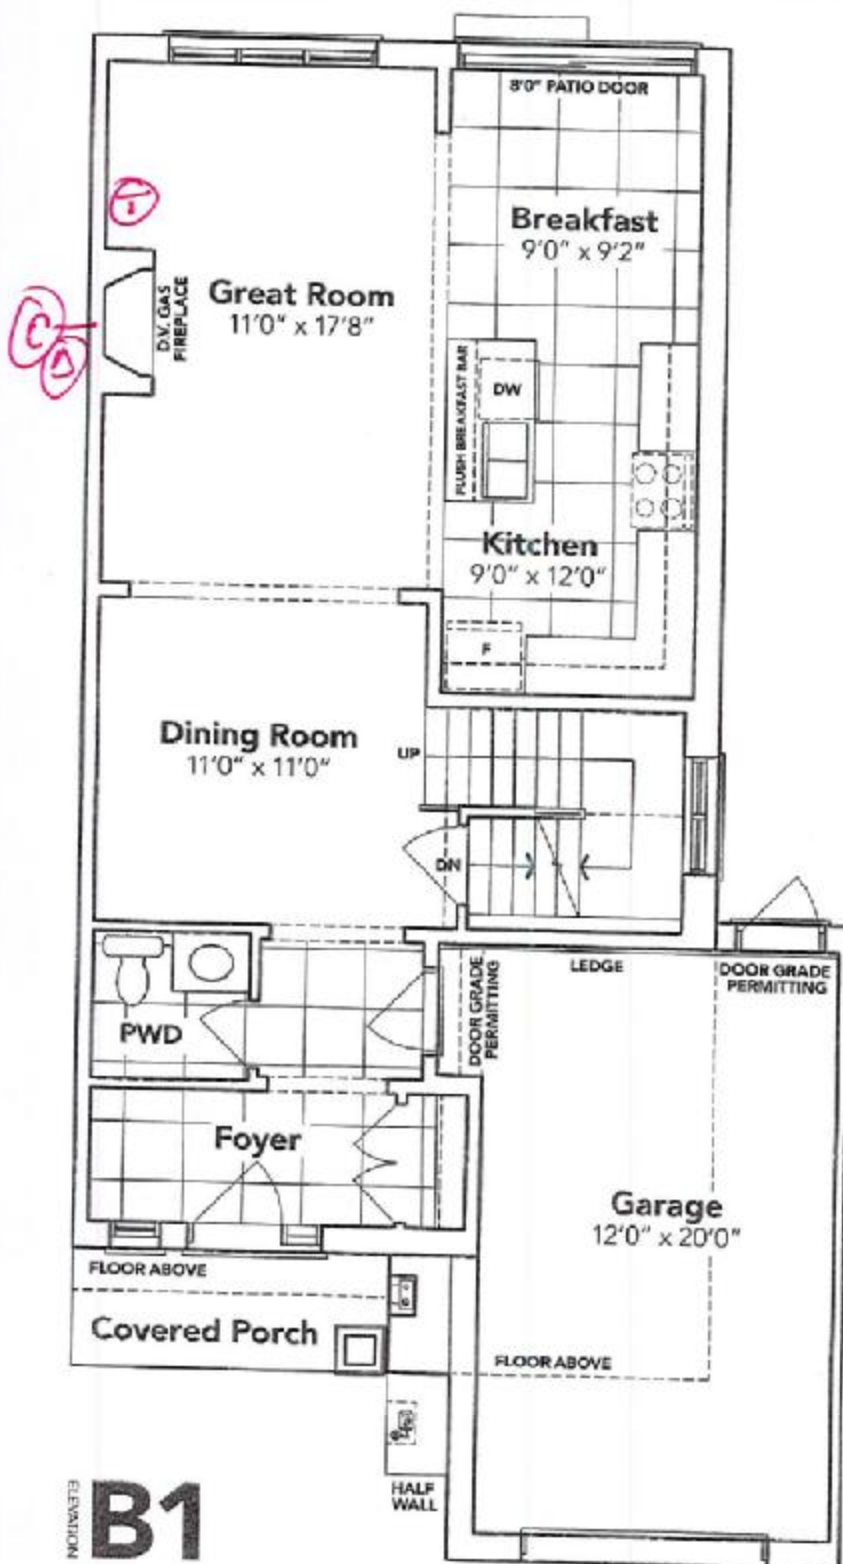 8'0" PATIO DOOR
Breakfast
9'0" x 9'2"
T
Great Room
11'0" x 17'8"
D.V. GAS
FIREPLACE
C
FLUSH BREAKFAST BAR
DW
Kitchen
9'0" x 12'0"
F
Dining Room
11'0" x 11'0"
UP
DN
PWD
DOOR GRADE
PERMITTING
LEDGE
DOOR GRADE
PERMITTING
Foyer
Garage
12'0" x 20'0"
FLOOR ABOVE
Covered Porch
FLOOR ABOVE
HALF
WALL
ELEVATION
B1